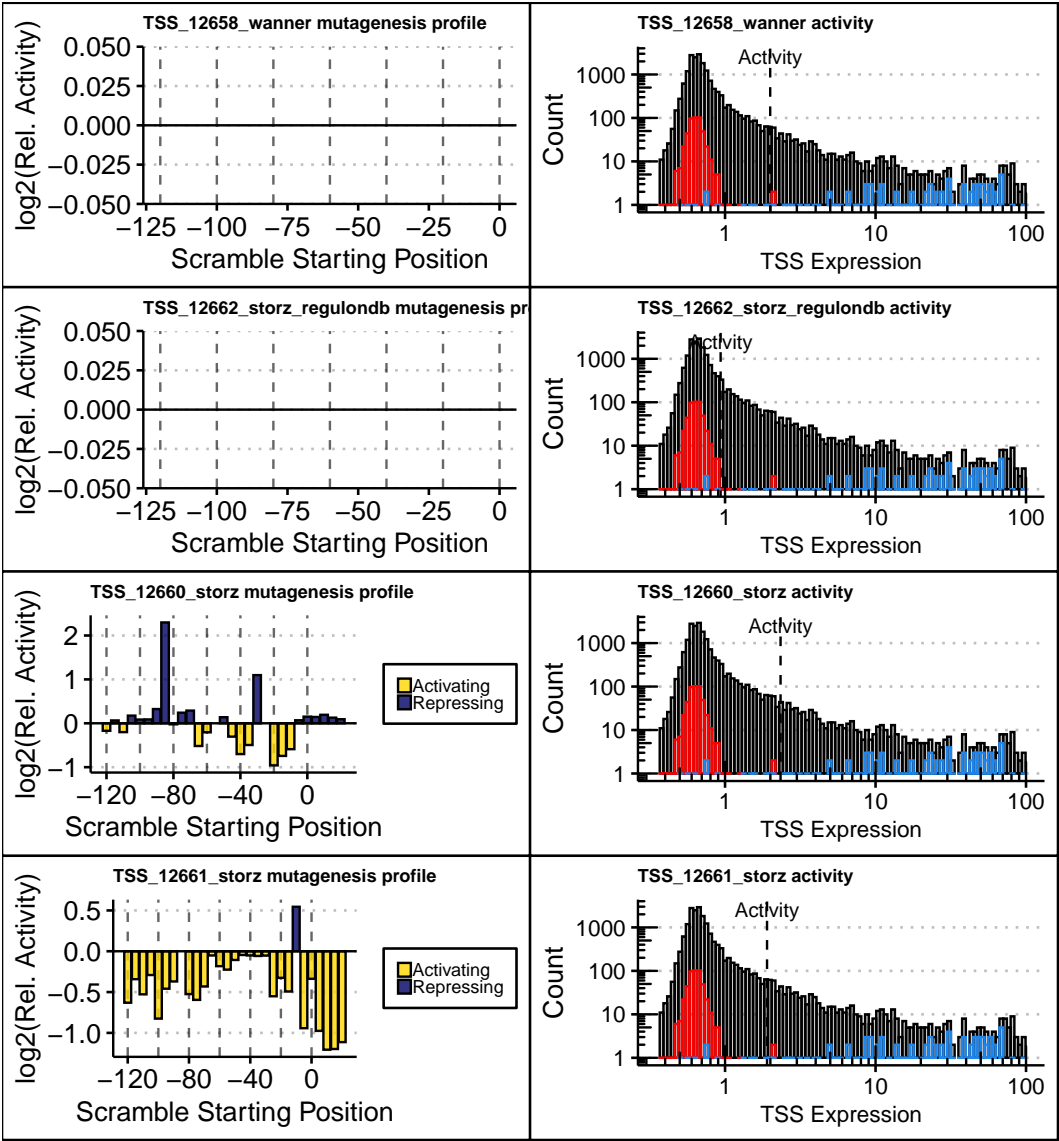 TSS_12658_wanner mutagenesis profile
log2(Rel. Activity)
0.050
0.025
0.000
−0.025
−0.050
−125 −100 −75 −50 −25 0
Scramble Starting Position
TSS_12658_wanner activity
Activity
Count
1000
100
10
1
1 10 100
TSS Expression
TSS_12662_storz_regulondb mutagenesis pr
log2(Rel. Activity)
0.050
0.025
0.000
−0.025
−0.050
−125 −100 −75 −50 −25 0
Scramble Starting Position
TSS_12662_storz_regulondb activity
Activity
Count
1000
100
10
1
1 10 100
TSS Expression
TSS_12660_storz mutagenesis profile
log2(Rel. Activity)
2
1
0
−1
−120 −80 −40 0
Scramble Starting Position
Activating
Repressing
TSS_12660_storz activity
Activity
Count
1000
100
10
1
1 10 100
TSS Expression
TSS_12661_storz mutagenesis profile
log2(Rel. Activity)
0.5
0.0
−0.5
−1.0
−120 −80 −40 0
Scramble Starting Position
Activating
Repressing
TSS_12661_storz activity
Activity
Count
1000
100
10
1
1 10 100
TSS Expression